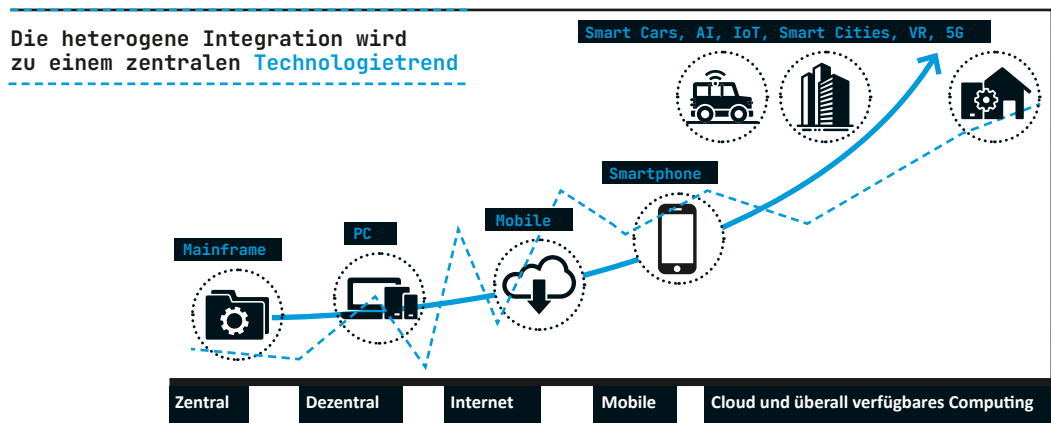 Die heterogene Integration wird
zu einem zentralen Technologietrend
Smart Cars, AI, IoT, Smart Cities, VR, 5G
Smartphone
Mobile
PC
Mainframe
Zentral
Dezentral
Internet
Mobile
Cloud und überall verfügbares Computing